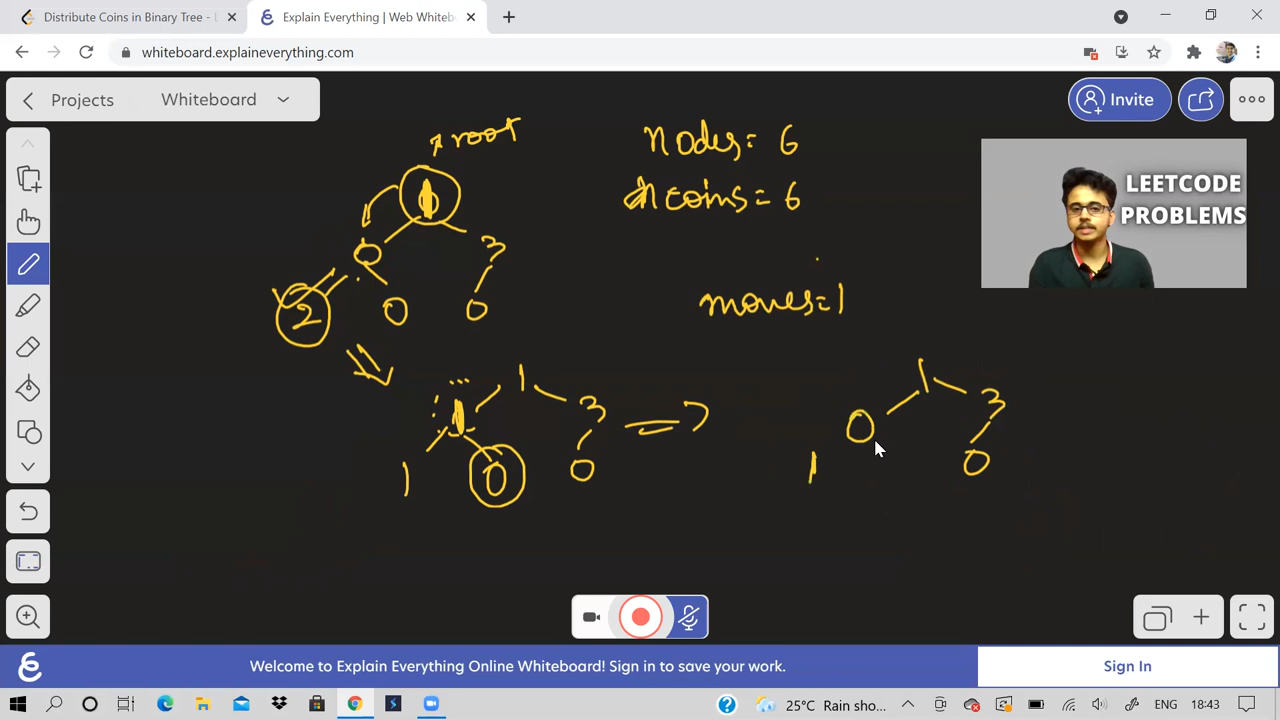 Distribute Coins in Binary Tree - L
Explain Everything | Web Whiteb
whiteboard.explaineverything.com
Projects
Whiteboard
Invite
root
nodes = 6
n coins = 6
LEETCODE
PROBLEMS
0 3
2 0 0
moves = 1
1 1
1 3 0 3
1 0 0 1 0
Welcome to Explain Everything Online Whiteboard! Sign in to save your work.
Sign In
25°C Rain sho...
ENG
18:43